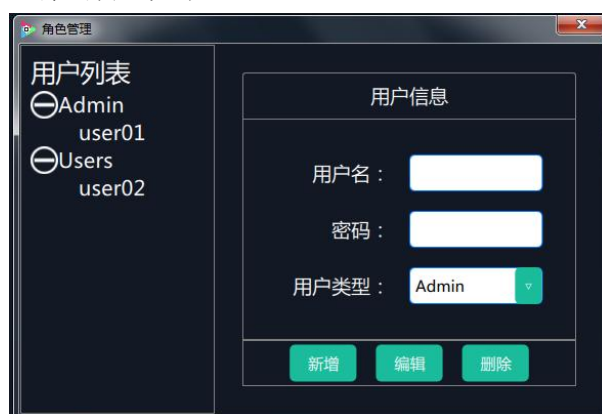 角色管理
用户列表
Admin
user01
Users
user02
用户信息
用户名：
密码：
用户类型：
Admin
新增
编辑
删除